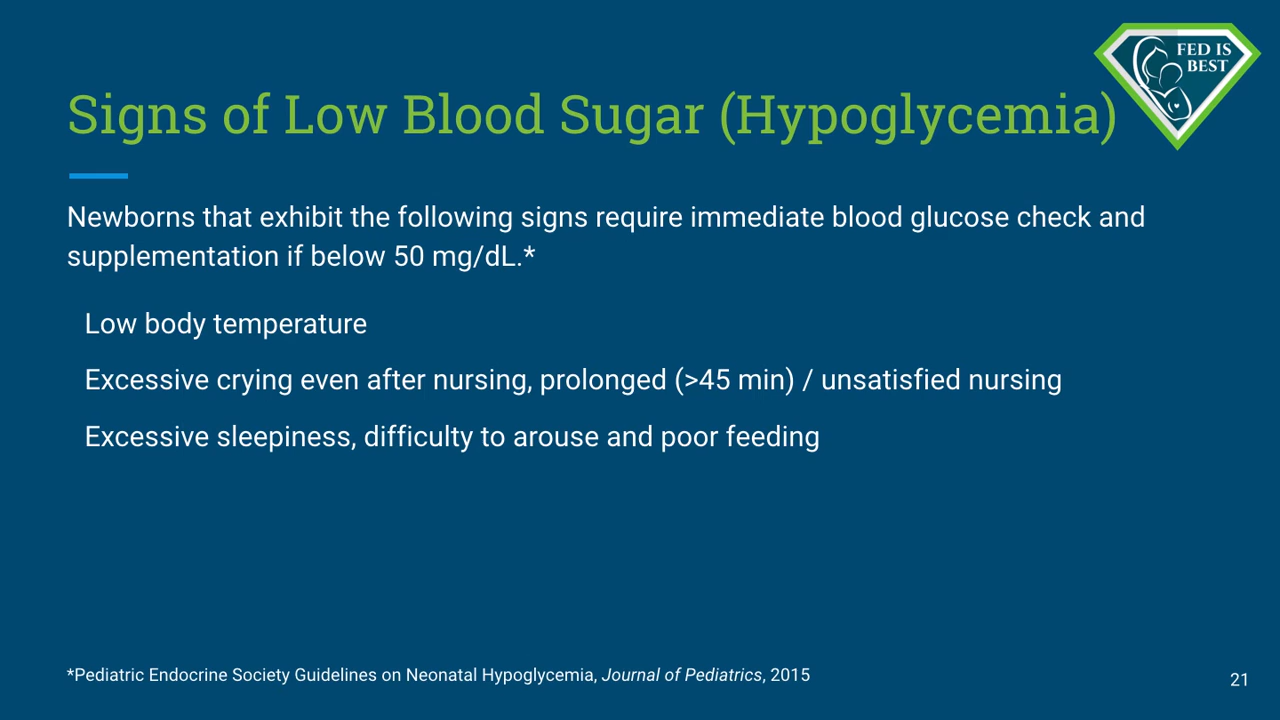 FED IS
BEST
Signs of Low Blood Sugar (Hypoglycemia)
Newborns that exhibit the following signs require immediate blood glucose check and
supplementation if below 50 mg/dL.*
Low body temperature
Excessive crying even after nursing, prolonged (>45 min) / unsatisfied nursing
Excessive sleepiness, difficulty to arouse and poor feeding
*Pediatric Endocrine Society Guidelines on Neonatal Hypoglycemia, Journal of Pediatrics, 2015
21